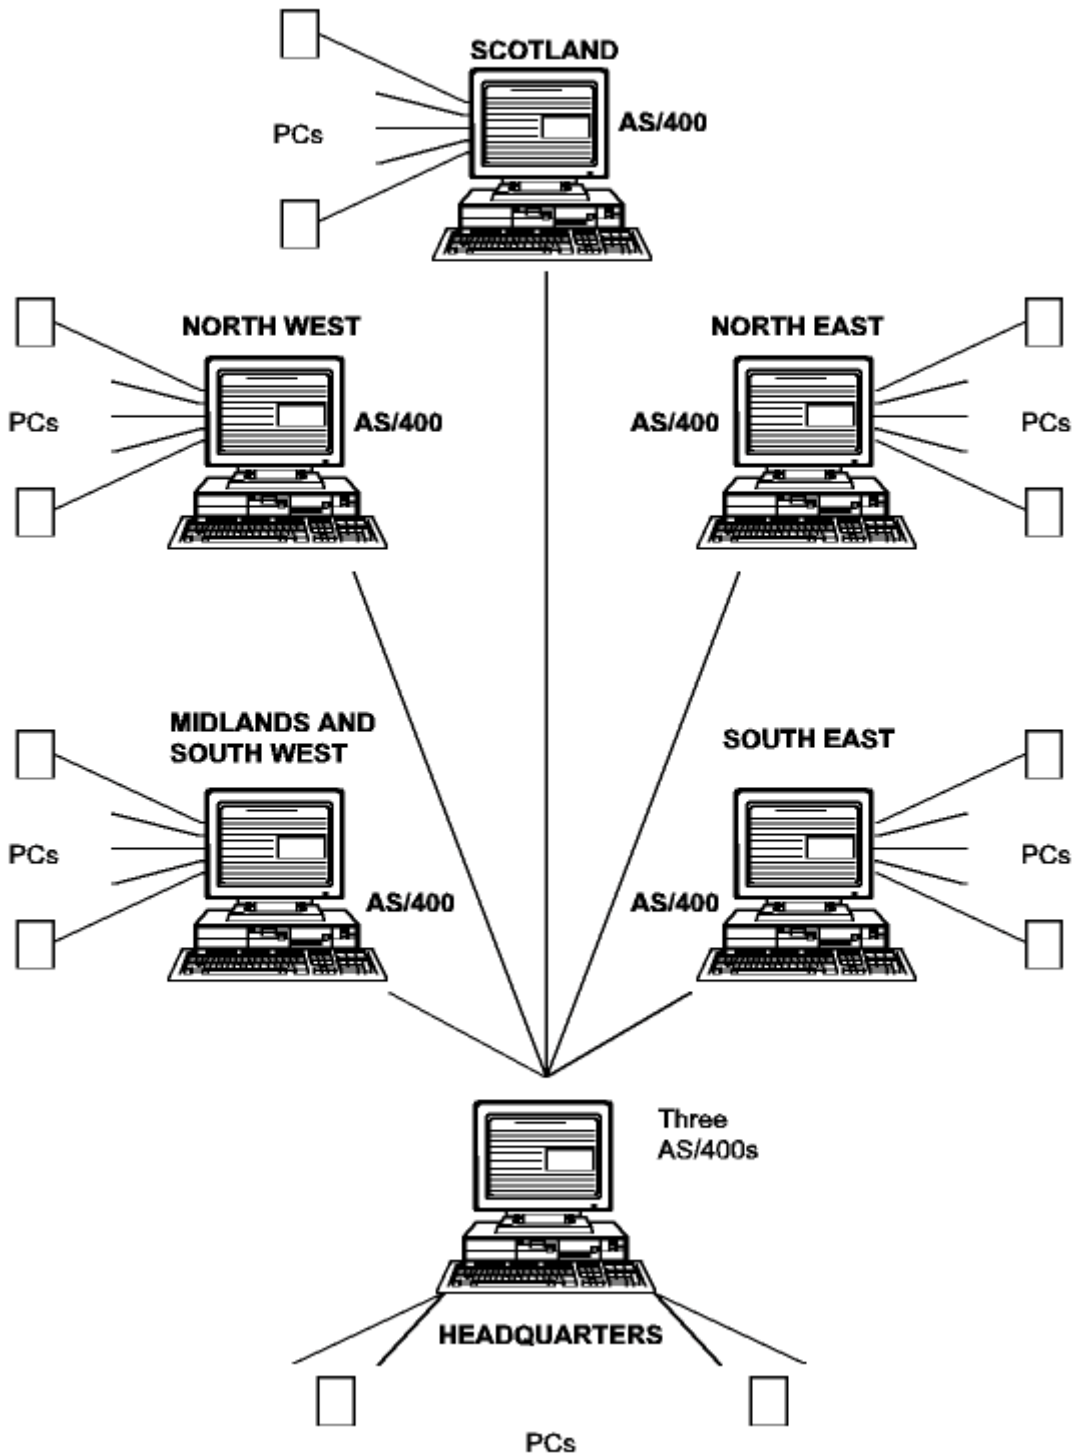 SCOTLAND
AS/400
PCs
NORTH WEST
NORTH EAST
PCs
AS/400
AS/400
PCs
MIDLANDS AND
SOUTH WEST
SOUTH EAST
PCs
AS/400
AS/400
PCs
Three
AS/400s
HEADQUARTERS
PCs